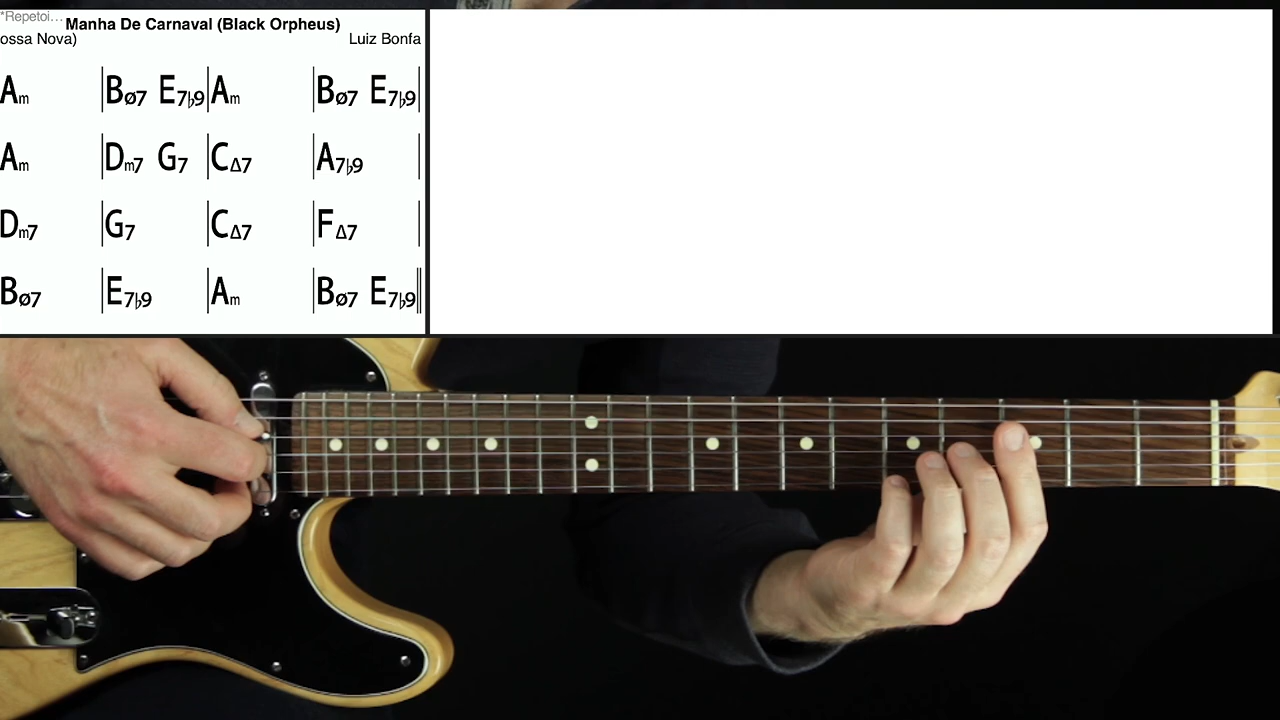 *Repetoi…
Manha De Carnaval (Black Orpheus)
ossa Nova) Luiz Bonfa
Am |Bø7 E7♭9|Am |Bø7 E7♭9|
Am |Dm7 G7 |CΔ7 |A7♭9 |
Dm7 |G7 |CΔ7 |FΔ7 |
Bø7 |E7♭9 |Am |Bø7 E7♭9‖